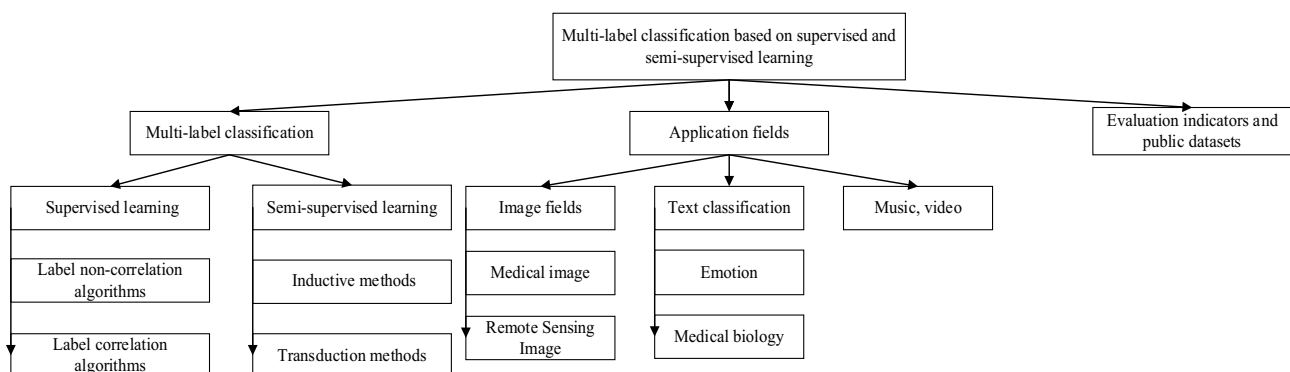 Multi-label classification based on supervised and
semi-supervised learning
Multi-label classification
Application fields
Evaluation indicators and
public datasets
Supervised learning
Semi-supervised learning
Image fields
Text classification
Music, video
Label non-correlation
algorithms
Inductive methods
Medical image
Emotion
Label correlation
algorithms
Transduction methods
Remote Sensing
Image
Medical biology